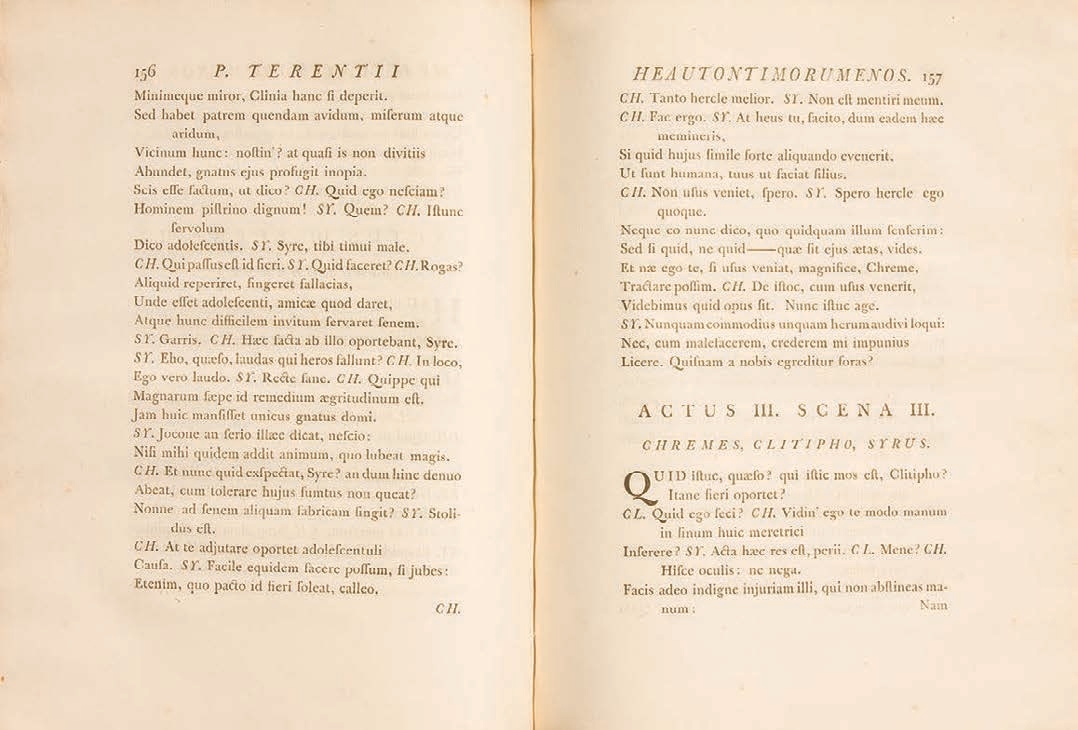 156 P. TERENTII
Minimeque miror, Clinia hanc ſi deperit.
Sed habet patrem quendam avidum, miſerum atque
aridum,
Vicinum hunc: noſtin'? at quaſi is non divitiis
Abundet, gnatus ejus profugit inopia.
Scis eſſe factum, ut dico? CH. Quid ego neſciam?
Hominem piſtrino dignum! SY. Quem? CH. Iſtunc
ſervolum
Dico adoleſcentis. SY. Syre, tibi timui male.
CH. Qui paſſus eſt id fieri. SY. Quid faceret? CH. Rogas?
Aliquid reperiret, fingeret fallacias,
Unde eſſet adoleſcenti, amicæ quod daret,
Atque hunc difficilem invitum ſervaret ſenem.
SY. Garris. CH. Hæc facta ab illo oportebant, Syre.
SY. Eho, quæſo, laudas qui heros fallunt? CH. In loco,
Ego vero laudo. SY. Recte ſane. CH. Quippe qui
Magnarum ſæpe id remedium ægritudinum eſt.
Jam huic manſiſſet unicus gnatus domi.
SY. Jocone an ſerio illæc dicat, neſcio:
Niſi mihi quidem addit animum, quo lubeat magis.
CH. Et nunc quid exſpectat, Syre? an dum hinc denuo
Abeat, cum tolerare hujus ſumtus non queat?
Nonne ad ſenem aliquam fabricam fingit? SY. Stoli-
dus eſt.
CH. At te adjutare oportet adoleſcentuli
Cauſa. SY. Facile equidem facere poſſum, ſi jubes:
Etenim, quo pacto id fieri ſoleat, calleo.
CH.
HEAUTONTIMORUMENOS. 157
CH. Tanto hercle melior. SY. Non eſt mentiri meum.
CH. Fac ergo. SY. At heus tu, facito, dum eadem hæc
memineris,
Si quid hujus ſimile forte aliquando evenerit,
Ut ſunt humana, tuus ut faciat filius.
CH. Non uſus veniet, ſpero. SY. Spero hercle ego
quoque.
Neque eo nunc dico, quo quidquam illum ſenſerim:
Sed ſi quid, ne quid——quæ ſit ejus ætas, vides.
Et næ ego te, ſi uſus veniat, magnifice, Chreme,
Tractare poſſim. CH. De iſtoc, cum uſus venerit,
Videbimus quid opus ſit. Nunc iſtuc age.
SY. Nunquam commodius unquam herum audivi loqui:
Nec, cum malefacerem, crederem mi impunius
Licere. Quiſnam a nobis egreditur foras?
ACTUS III. SCENA III.
CHREMES, CLITIPHO, SYRUS.
QUID iſtuc, quæſo? qui iſtic mos eſt, Clitipho?
Itane fieri oportet?
CL. Quid ego feci? CH. Vidin' ego te modo manum
in ſinum huic meretrici
Inſerere? SY. Acta hæc res eſt, perii. CL. Mene? CH.
Hiſce oculis: ne nega.
Facis adeo indigne injuriam illi, qui non abſtineas ma-
num:
Nam